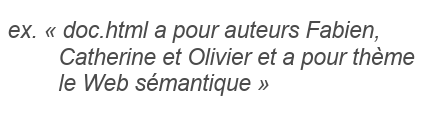 ex. « doc.html a pour auteurs Fabien,
Catherine et Olivier et a pour thème
le Web sémantique »